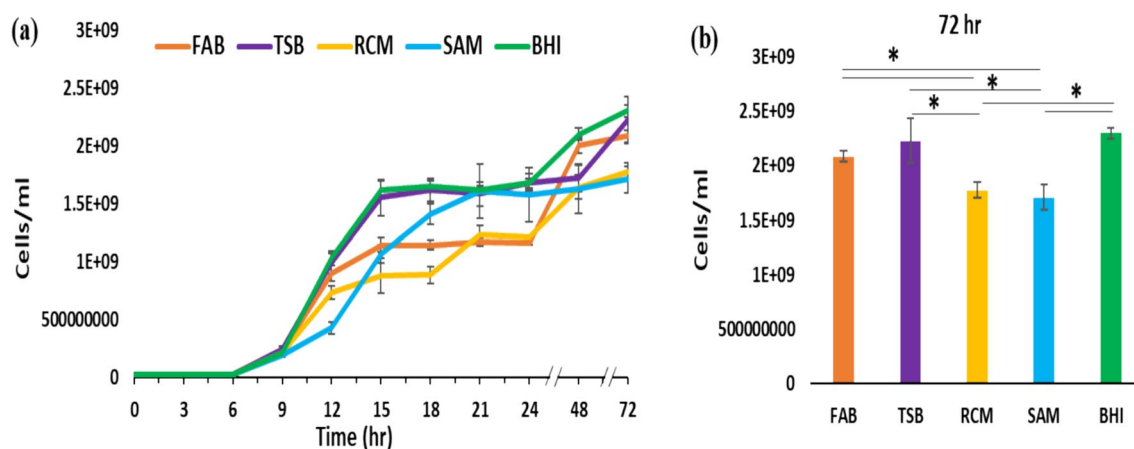 (a)
FAB TSB RCM SAM BHI
3E+09
2.5E+09
2E+09
1.5E+09
1E+09
500000000
0
Cells/ml
0 3 6 9 12 15 18 21 24 48 72
Time (hr)
(b)
72 hr
3E+09
2.5E+09
2E+09
1.5E+09
1E+09
500000000
0
Cells/ml
*
*
*
*
FAB TSB RCM SAM BHI